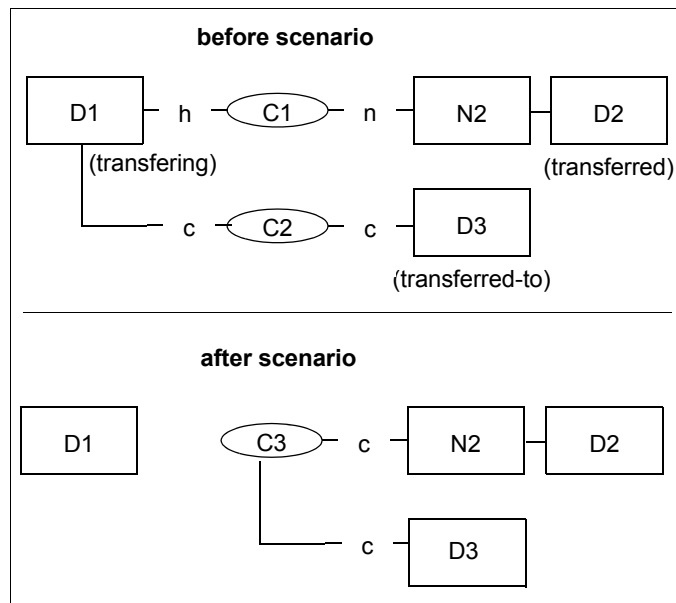 before scenario
D1 h C1 n N2 D2
(transfering) (transferred)
c C2 c D3
(transferred-to)
after scenario
D1 C3 c N2 D2
c D3